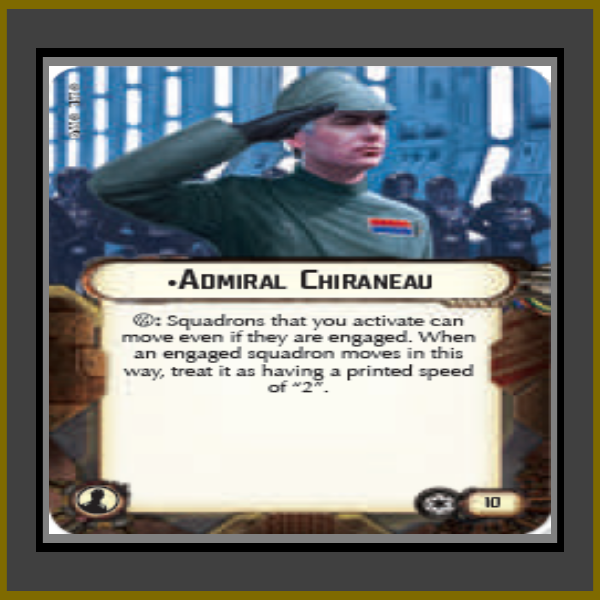 •Admiral Chiraneau
: Squadrons that you activate can
move even if they are engaged. When
an engaged squadron moves in this
way, treat it as having a printed speed
of “2”.
10